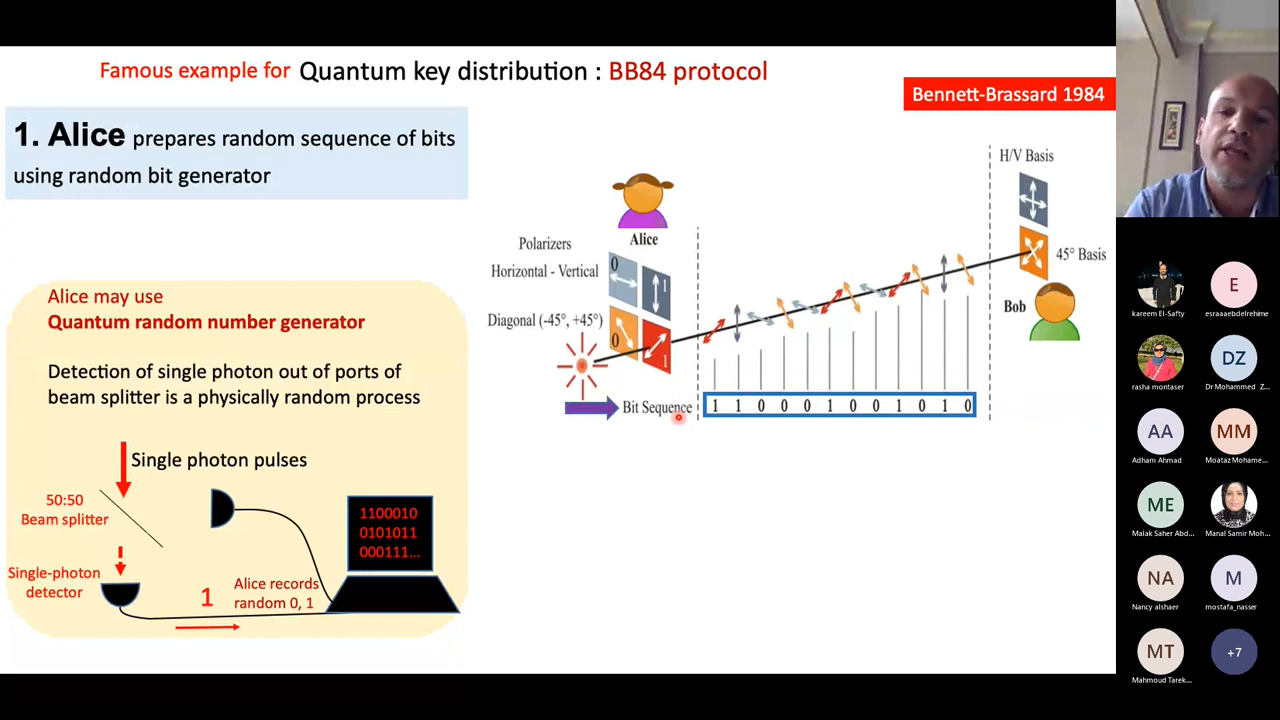 Famous example for Quantum key distribution : BB84 protocol
Bennett-Brassard 1984
1. Alice prepares random sequence of bits
using random bit generator
Alice may use
Quantum random number generator
Detection of single photon out of ports of
beam splitter is a physically random process
Single photon pulses
50:50
Beam splitter
Single-photon
detector
1
Alice records
random 0, 1
1100010
0101011
000111...
Alice
Polarizers
Horizontal - Vertical
0
1
Diagonal (-45°, +45°)
0
1
Bit Sequence
1 1 0 0 0 1 0 0 1 0 1 0
H/V Basis
45° Basis
Bob
kareem El-Safty
E
esraaabdelrehime
rasha montaser
DZ
Dr Mohammed Z...
AA
Adham Ahmad
MM
Moataz Mohame...
ME
Malak Saher Abd...
Manal Samir Moh...
NA
Nancy alshaer
M
mostafa_nasser
MT
Mahmoud Tarek...
+7